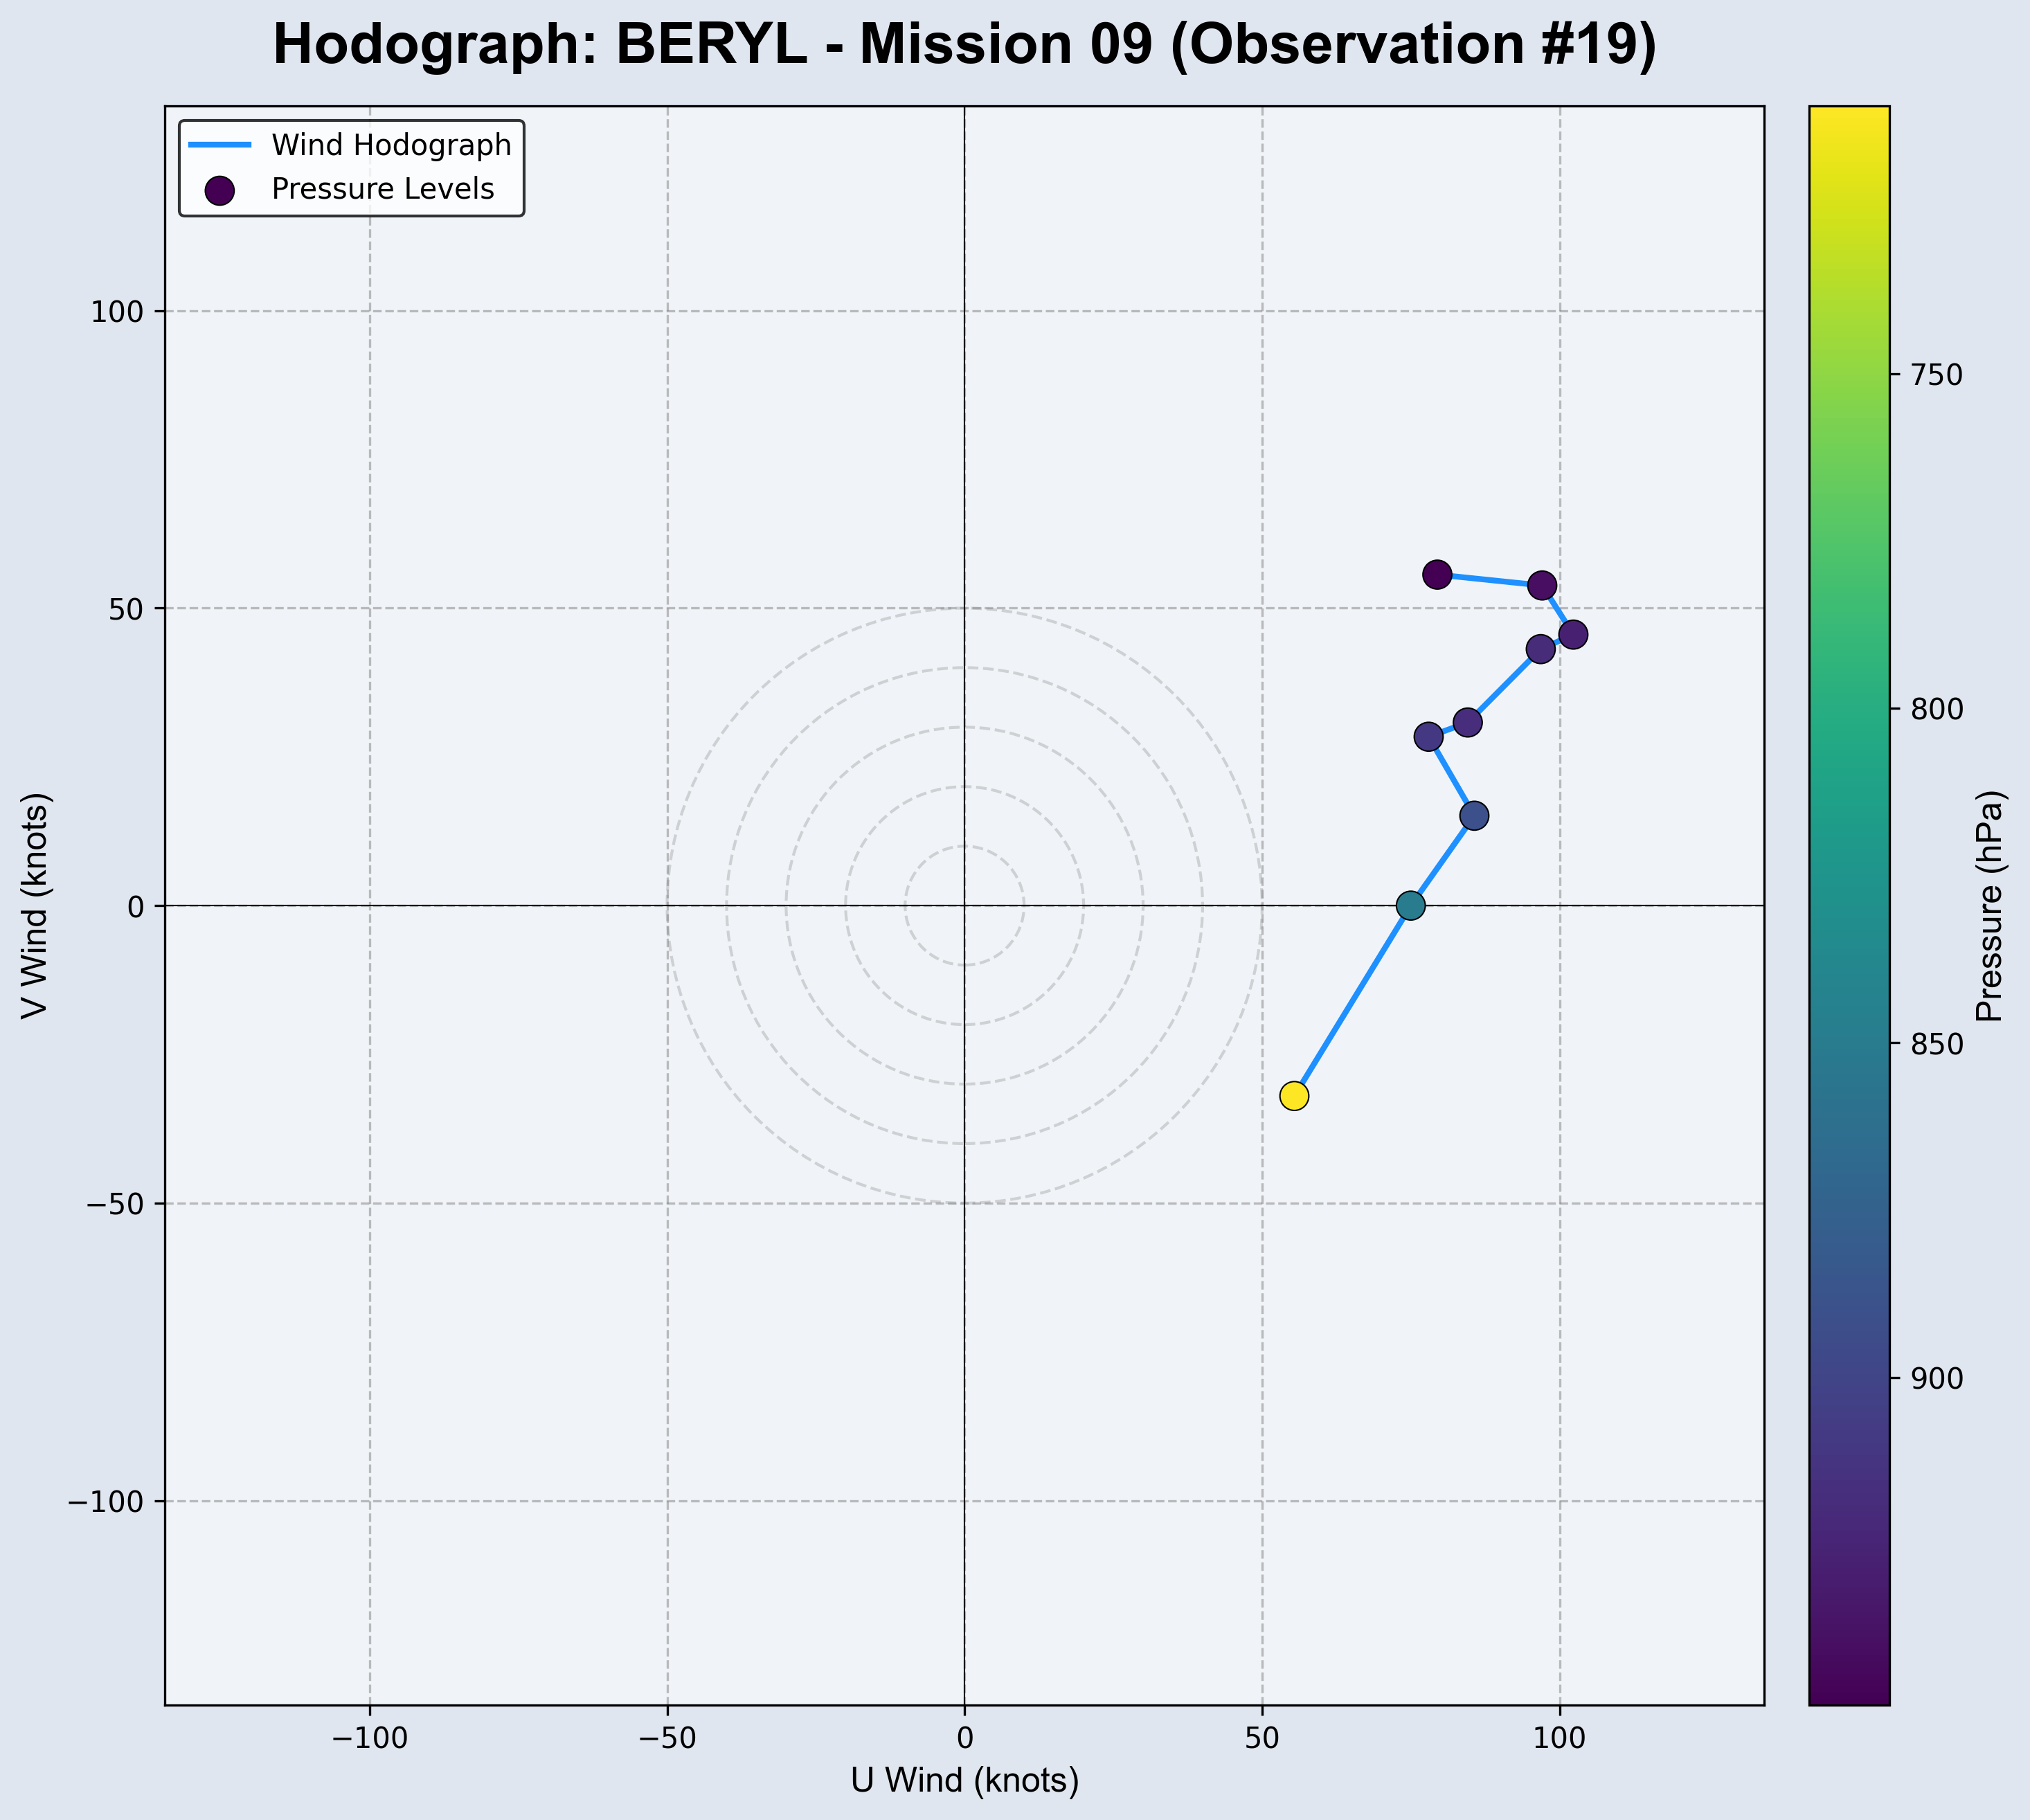 Hodograph: BERYL - Mission 09 (Observation #19)
Wind Hodograph
Pressure Levels
100
50
0
−50
−100
V Wind (knots)
−100
−50
0
50
100
U Wind (knots)
750
800
850
900
Pressure (hPa)